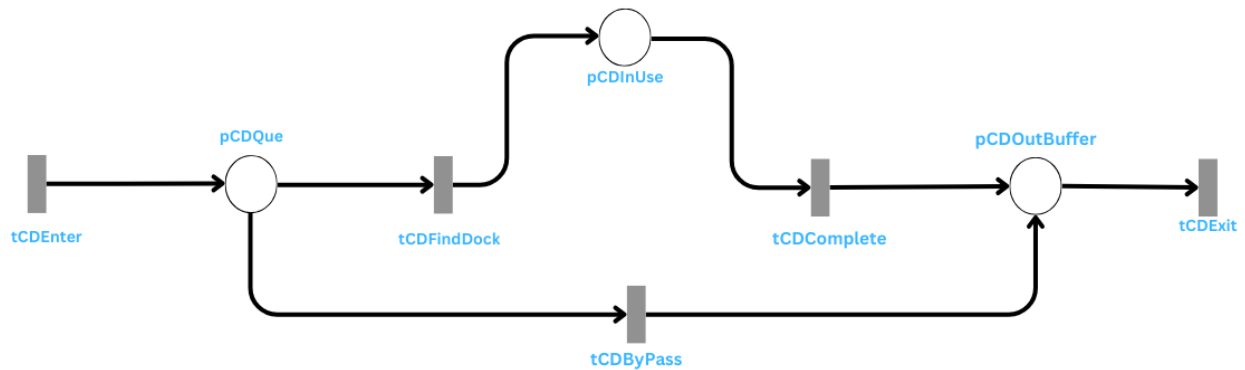 pCDInUse
pCDQue
pCDOutBuffer
tCDEnter
tCDFindDock
tCDComplete
tCDExit
tCDByPass